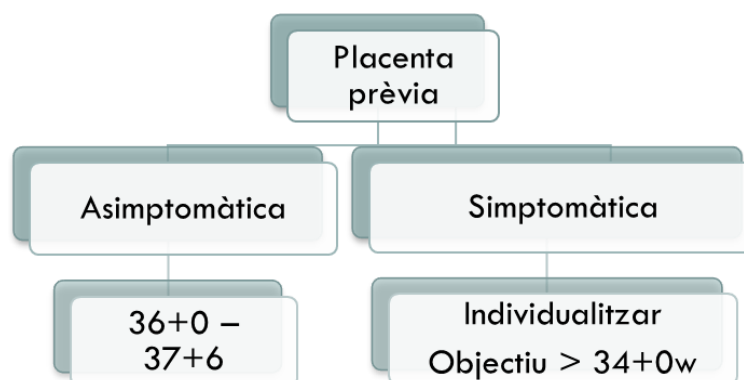 Placenta
prèvia
Asimptomàtica
Simptomàtica
36+0 –
37+6
Individualitzar
Objectiu > 34+0w